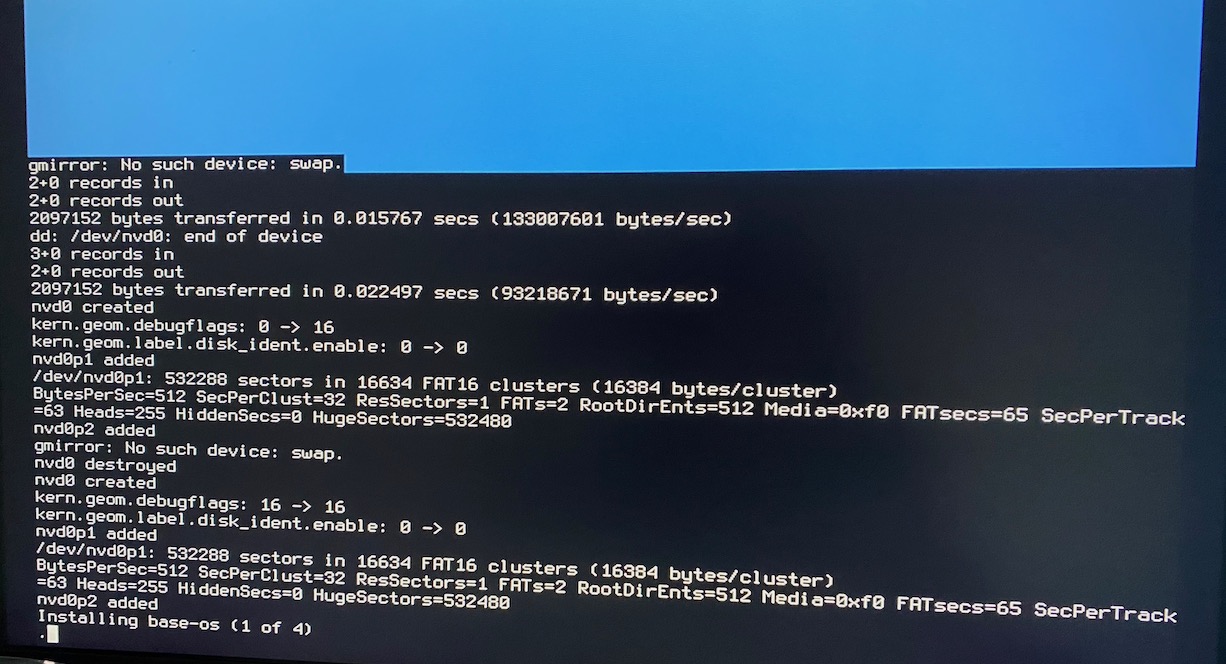 gmirror: No such device: swap.
2+0 records in
2+0 records out
2097152 bytes transferred in 0.015767 secs (133007601 bytes/sec)
dd: /dev/nvd0: end of device
3+0 records in
2+0 records out
2097152 bytes transferred in 0.022497 secs (93218671 bytes/sec)
nvd0 created
kern.geom.debugflags: 0 -> 16
kern.geom.label.disk_ident.enable: 0 -> 0
nvd0p1 added
/dev/nvd0p1: 532288 sectors in 16634 FAT16 clusters (16384 bytes/cluster)
BytesPerSec=512 SecPerClust=32 ResSectors=1 FATs=2 RootDirEnts=512 Media=0xf0 FATsecs=65 SecPerTrack
=63 Heads=255 HiddenSecs=0 HugeSectors=532480
nvd0p2 added
gmirror: No such device: swap.
nvd0 destroyed
nvd0 created
kern.geom.debugflags: 16 -> 16
kern.geom.label.disk_ident.enable: 0 -> 0
nvd0p1 added
/dev/nvd0p1: 532288 sectors in 16634 FAT16 clusters (16384 bytes/cluster)
BytesPerSec=512 SecPerClust=32 ResSectors=1 FATs=2 RootDirEnts=512 Media=0xf0 FATsecs=65 SecPerTrack
=63 Heads=255 HiddenSecs=0 HugeSectors=532480
nvd0p2 added
Installing base-os (1 of 4)
.